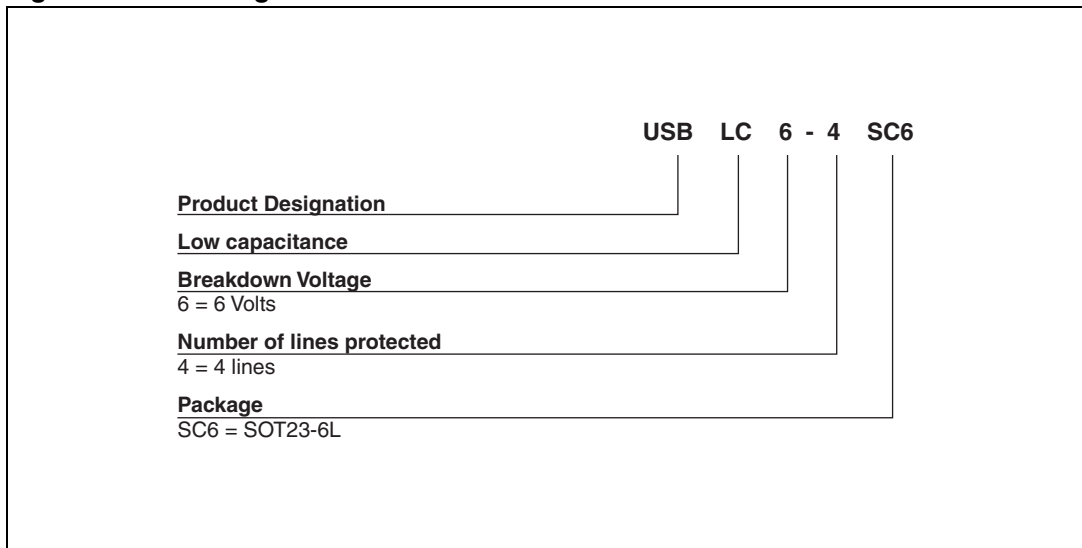 USB LC 6 - 4 SC6
Product Designation
Low capacitance
Breakdown Voltage
6 = 6 Volts
Number of lines protected
4 = 4 lines
Package
SC6 = SOT23-6L